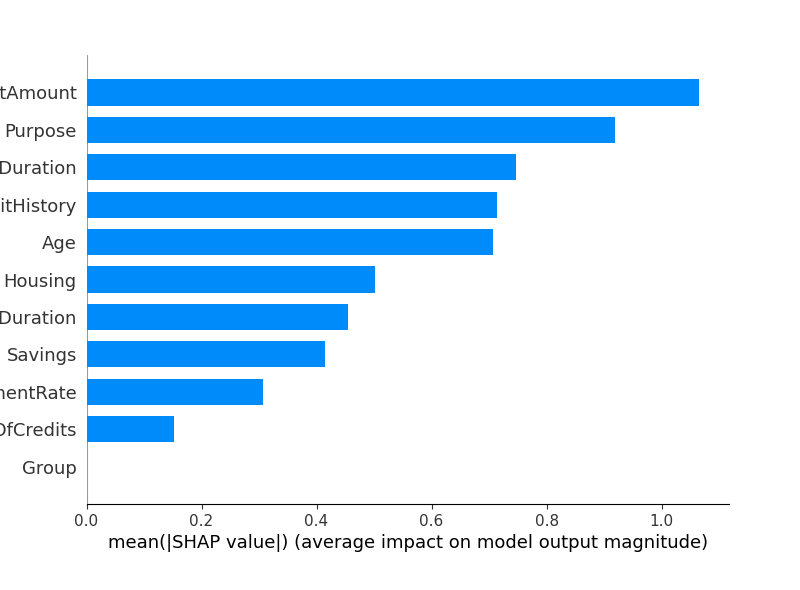 tAmount
Purpose
Duration
itHistory
Age
Housing
Duration
Savings
mentRate
OfCredits
Group
0.0 0.2 0.4 0.6 0.8 1.0
mean(|SHAP value|) (average impact on model output magnitude)